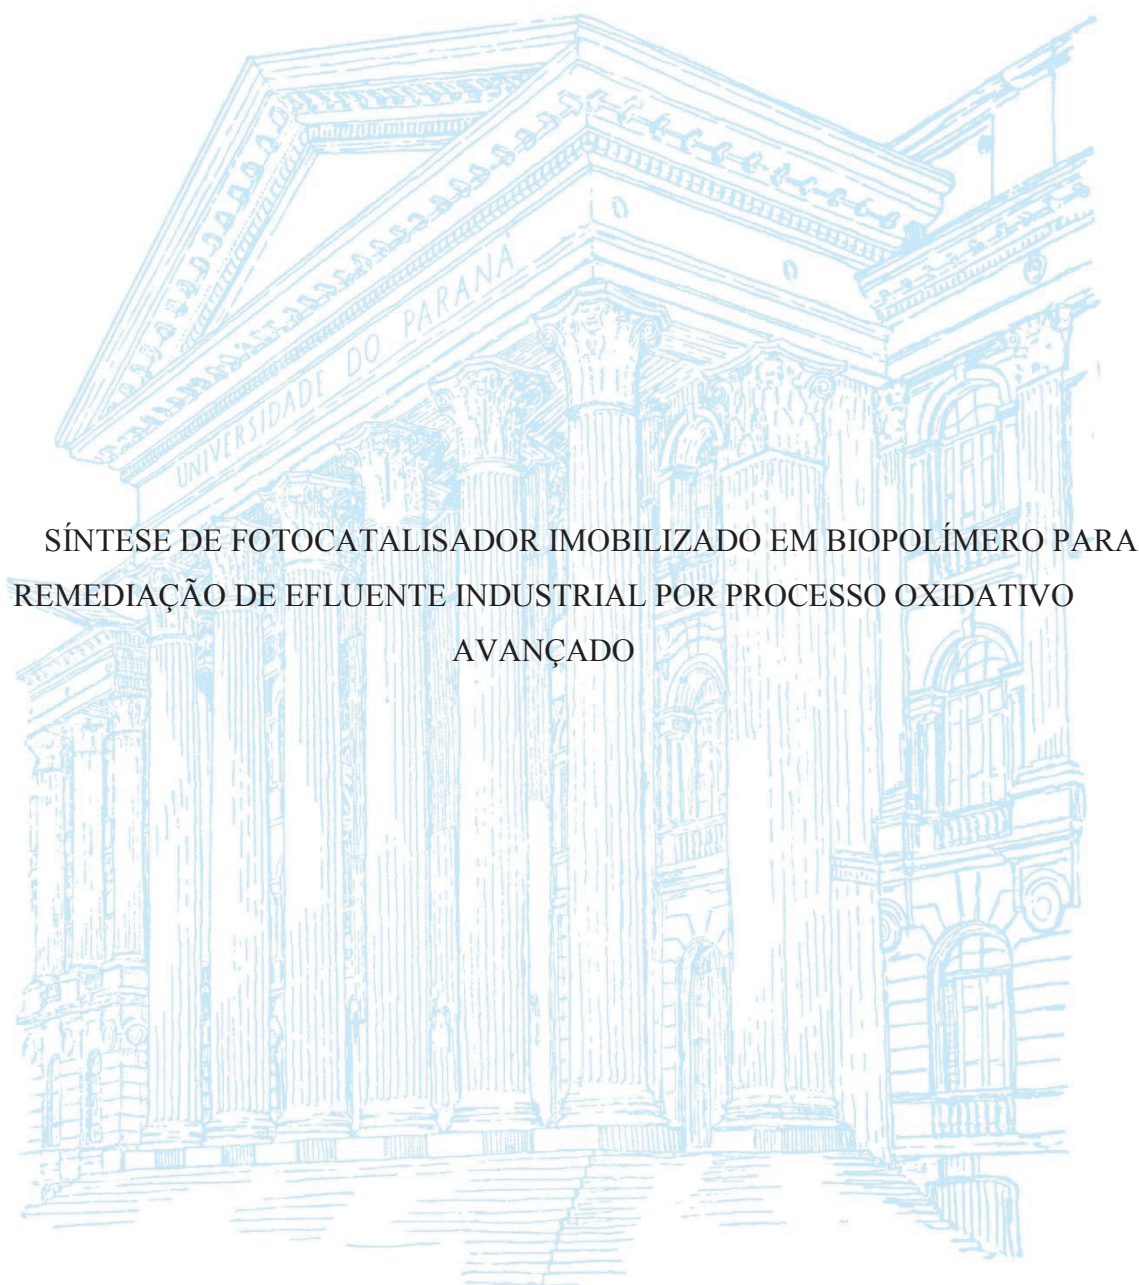 UNIVERSIDADE DO PARANÁ
SÍNTESE DE FOTOCATALISADOR IMOBILIZADO EM BIOPOLÍMERO PARA
REMEDIAÇÃO DE EFLUENTE INDUSTRIAL POR PROCESSO OXIDATIVO
AVANÇADO